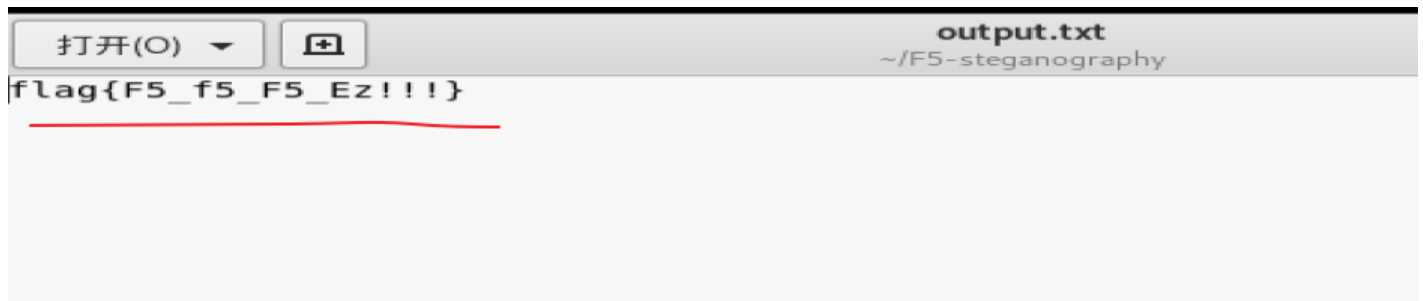 打开(O)
output.txt
~/F5-steganography
flag{F5_f5_F5_Ez!!!}